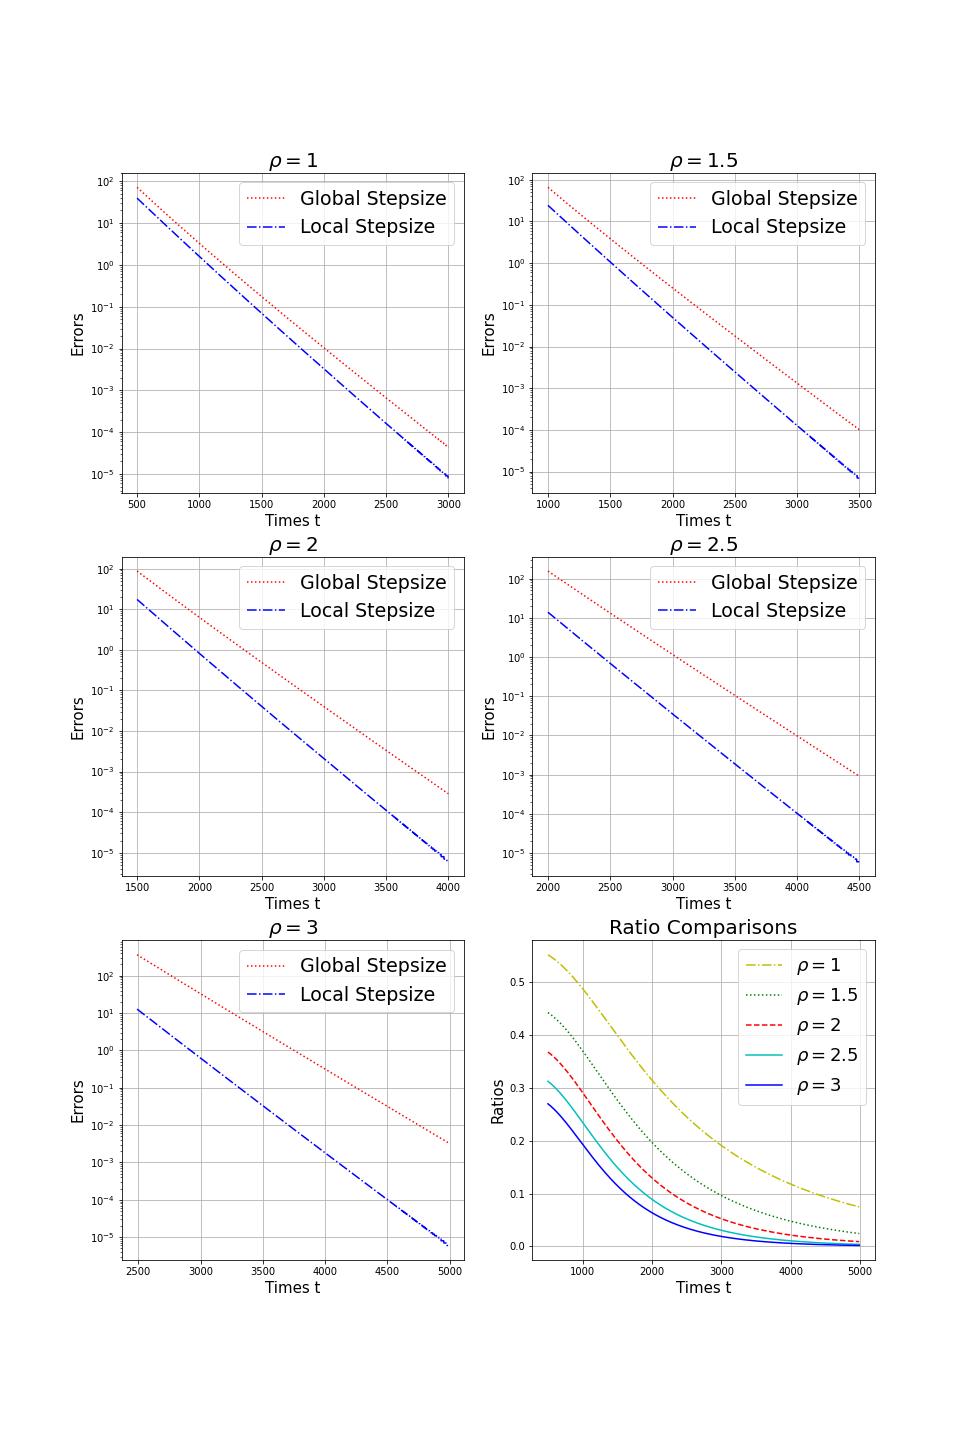 ρ = 1
10²
10¹
10⁰
10⁻¹
10⁻²
10⁻³
10⁻⁴
10⁻⁵
Errors
Global Stepsize
Local Stepsize
500 1000 1500 2000 2500 3000
Times t
ρ = 1.5
10²
10¹
10⁰
10⁻¹
10⁻²
10⁻³
10⁻⁴
10⁻⁵
Errors
Global Stepsize
Local Stepsize
1000 1500 2000 2500 3000 3500
Times t
ρ = 2
10²
10¹
10⁰
10⁻¹
10⁻²
10⁻³
10⁻⁴
10⁻⁵
Errors
Global Stepsize
Local Stepsize
1500 2000 2500 3000 3500 4000
Times t
ρ = 2.5
10²
10¹
10⁰
10⁻¹
10⁻²
10⁻³
10⁻⁴
10⁻⁵
Errors
Global Stepsize
Local Stepsize
2000 2500 3000 3500 4000 4500
Times t
ρ = 3
10²
10¹
10⁰
10⁻¹
10⁻²
10⁻³
10⁻⁴
10⁻⁵
Errors
Global Stepsize
Local Stepsize
2500 3000 3500 4000 4500 5000
Times t
Ratio Comparisons
0.5
0.4
0.3
0.2
0.1
0.0
Ratios
ρ = 1
ρ = 1.5
ρ = 2
ρ = 2.5
ρ = 3
1000 2000 3000 4000 5000
Times t